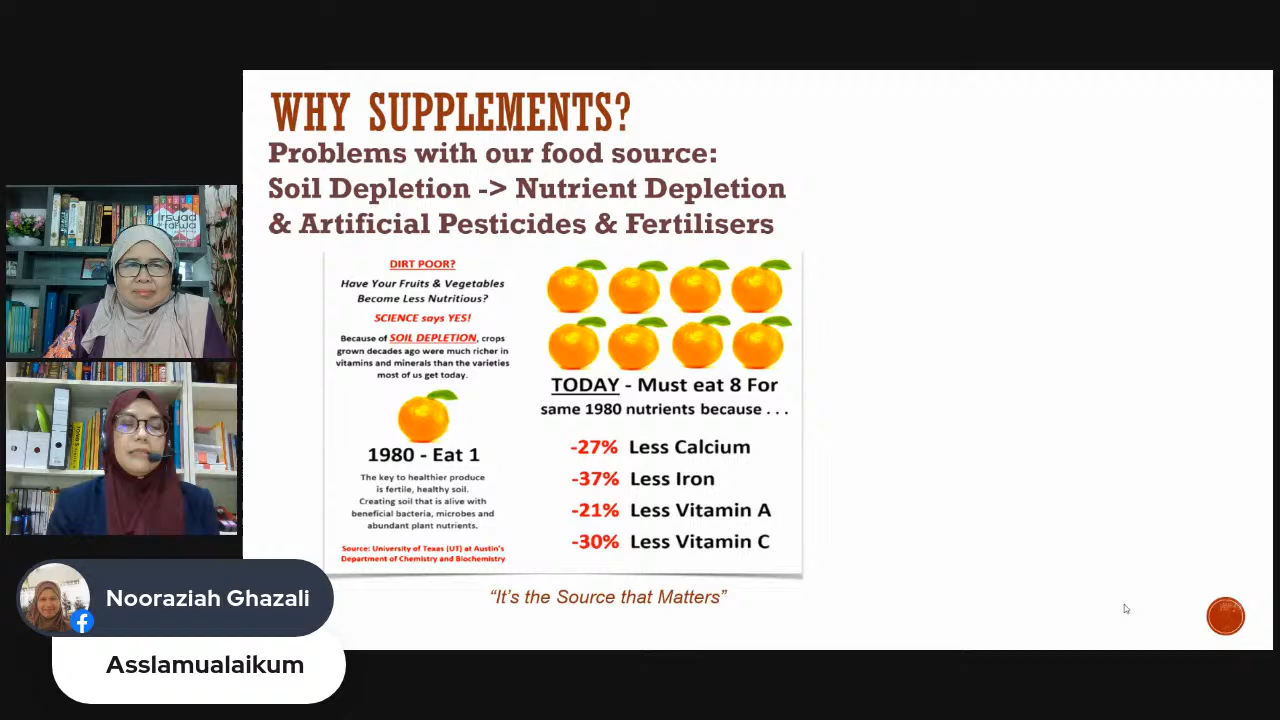 WHY SUPPLEMENTS?
Problems with our food source:
Soil Depletion -> Nutrient Depletion
& Artificial Pesticides & Fertilisers
DIRT POOR?
Have Your Fruits & Vegetables
Become Less Nutritious?
SCIENCE says YES!
Because of SOIL DEPLETION, crops
grown decades ago were much richer in
vitamins and minerals than the varieties
most of us get today.
1980 - Eat 1
The key to healthier produce
is fertile, healthy soil.
Creating soil that is alive with
beneficial bacteria, microbes and
abundant plant nutrients.
Source: University of Texas (UT) at Austin's
Department of Chemistry and Biochemistry
TODAY - Must eat 8 For
same 1980 nutrients because . . .
-27% Less Calcium
-37% Less Iron
-21% Less Vitamin A
-30% Less Vitamin C
“It’s the Source that Matters”
Irsyad
fatwa
Nooraziah Ghazali
Asslamualaikum